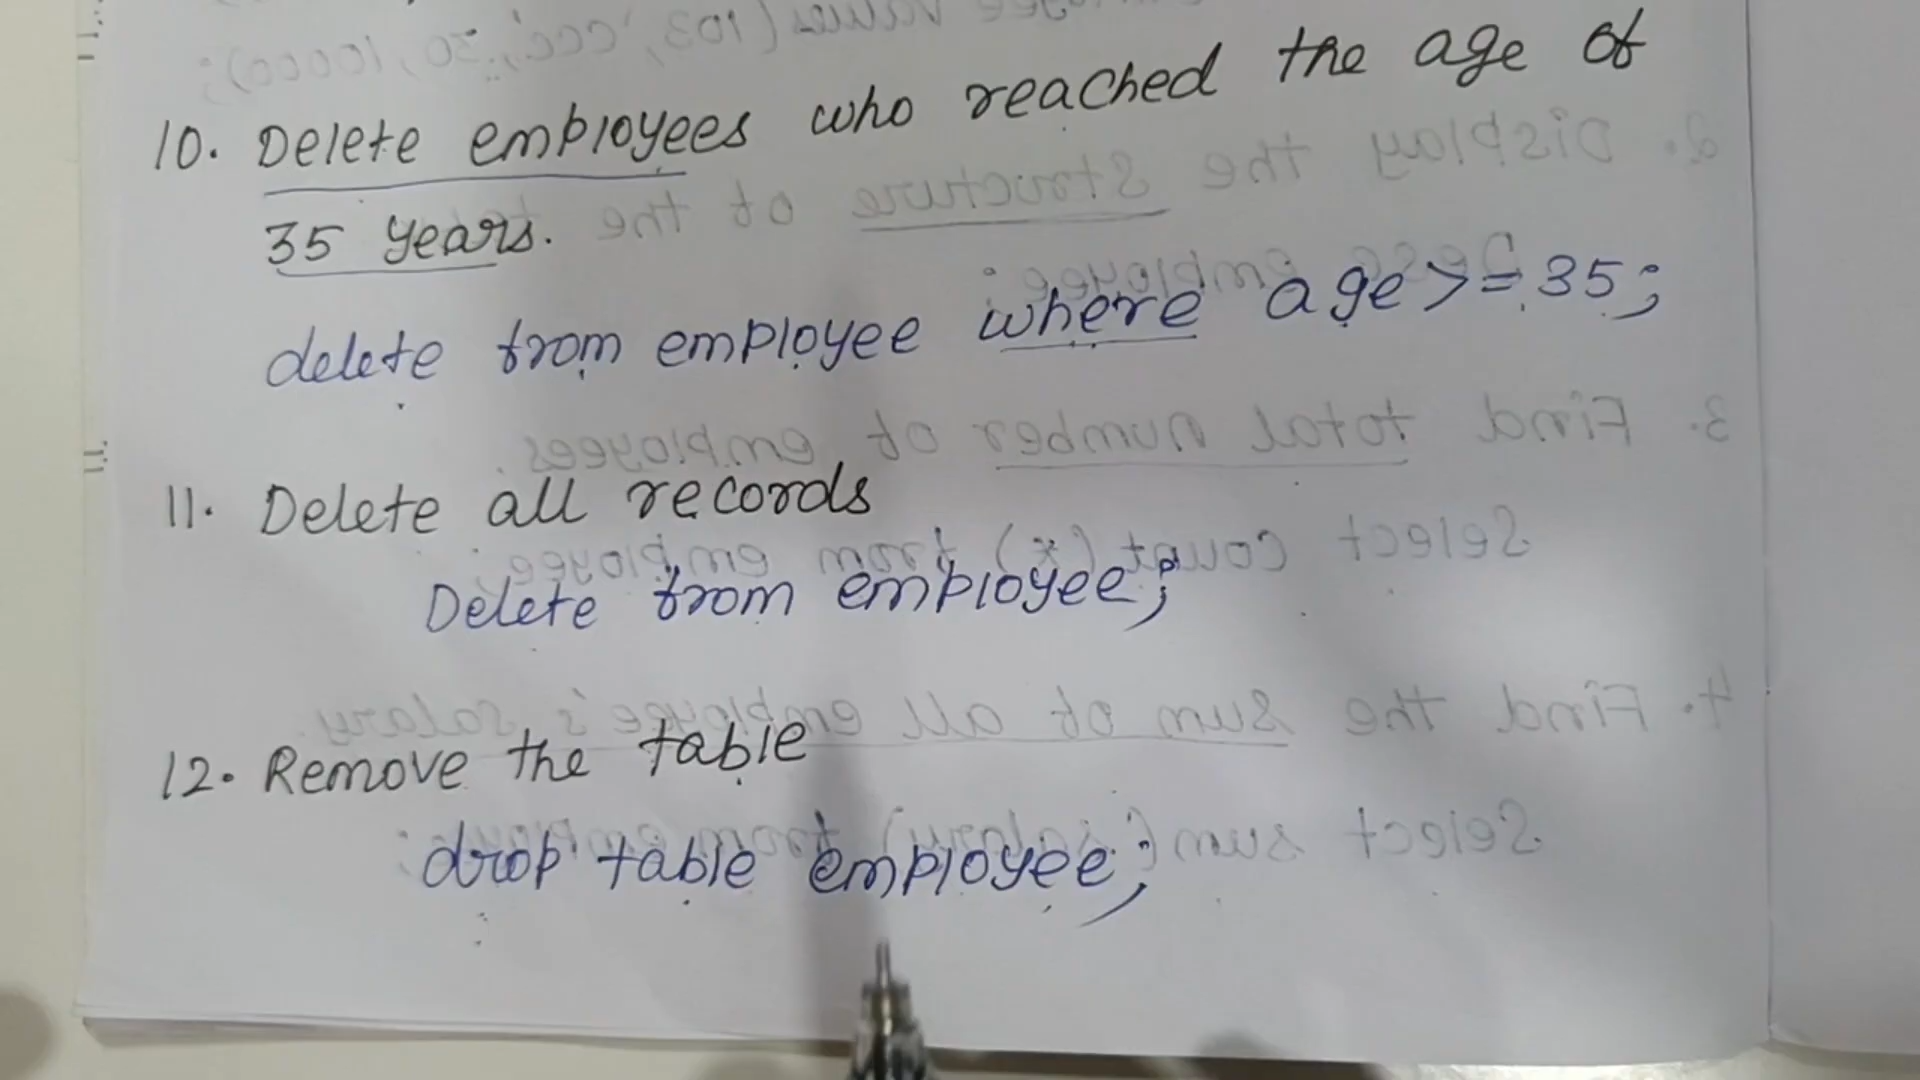 10. Delete employees who reached the age of
35 years.
delete from employee where age >= 35;
11. Delete all records
Delete from employee;
12. Remove the table
drop table employee;